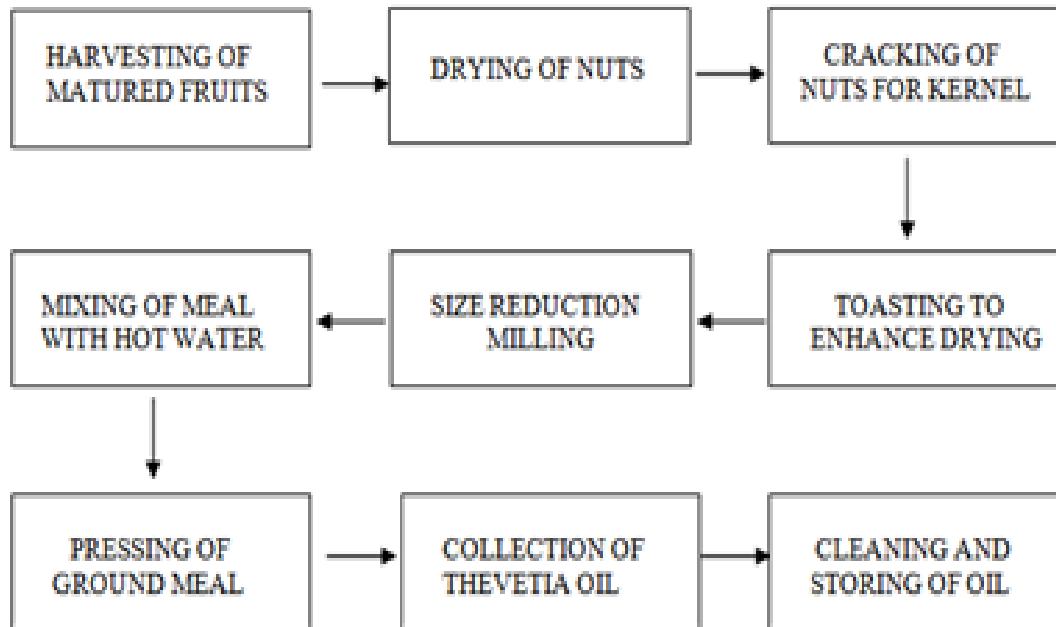 HARVESTING OF
MATURED FRUITS
DRYING OF NUTS
CRACKING OF
NUTS FOR KERNEL
TOASTING TO
ENHANCE DRYING
SIZE REDUCTION
MILLING
MIXING OF MEAL
WITH HOT WATER
PRESSING OF
GROUND MEAL
COLLECTION OF
THEVETIA OIL
CLEANING AND
STORING OF OIL